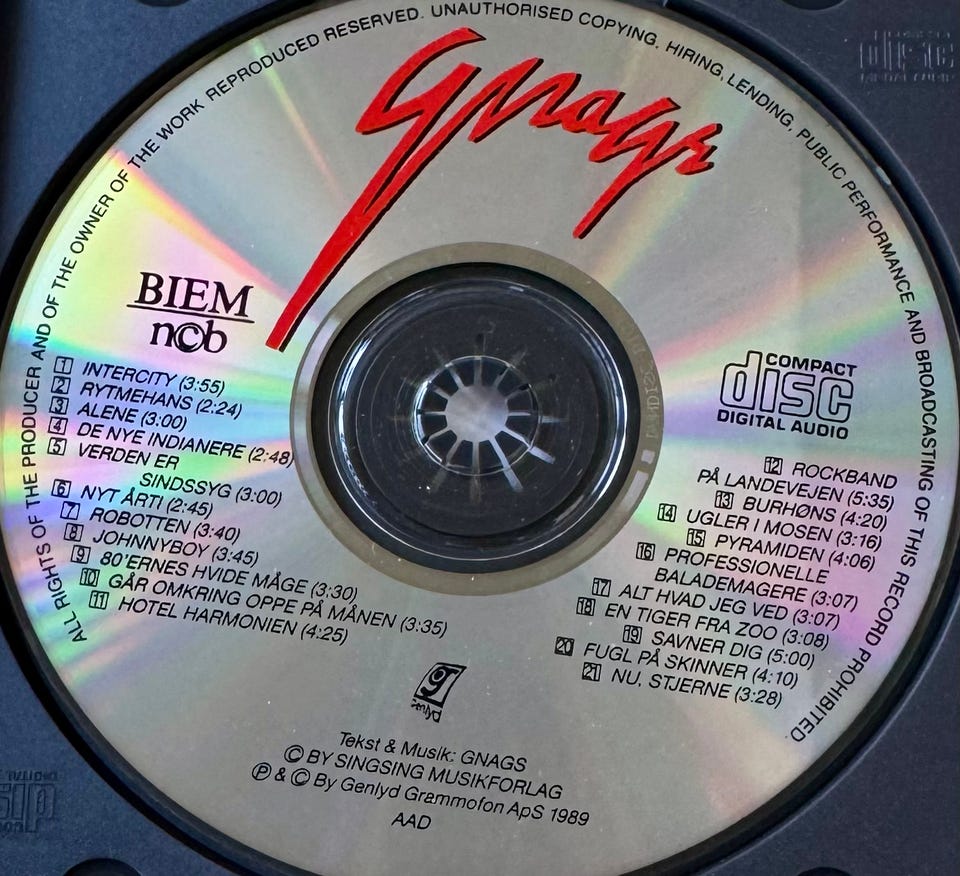 ALL RIGHTS OF THE PRODUCER AND OF THE OWNER OF THE WORK REPRODUCED RESERVED. UNAUTHORISED COPYING, HIRING, LENDING, PUBLIC PERFORMANCE AND BROADCASTING OF THIS RECORD PROHIBITED.
gnags
BIEM
n©b
1 INTERCITY (3:55)
2 RYTMEHANS (2:24)
3 ALENE (3:00)
4 DE NYE INDIANERE (2:48)
5 VERDEN ER
SINDSSYG (3:00)
6 NYT ÅRTI (2:45)
7 ROBOTTEN (3:40)
8 JOHNNYBOY (3:45)
9 80'ERNES HVIDE MÅGE (3:30)
10 GÅR OMKRING OPPE PÅ MÅNEN (3:35)
11 HOTEL HARMONIEN (4:25)
COMPACT
disc
DIGITAL AUDIO
12 ROCKBAND
PÅ LANDEVEJEN (5:35)
13 BURHØNS (4:20)
14 UGLER I MOSEN (3:16)
15 PYRAMIDEN (4:06)
16 PROFESSIONELLE
BALADEMAGERE (3:07)
17 ALT HVAD JEG VED (3:07)
18 EN TIGER FRA ZOO (3:08)
19 SAVNER DIG (5:00)
20 FUGL PÅ SKINNER (4:10)
21 NU, STJERNE (3:28)
genlyd
Tekst & Musik: GNAGS
© BY SINGSING MUSIKFORLAG
℗ & © By Genlyd Grammofon ApS 1989
AAD
disc
DIGITAL AUDIO